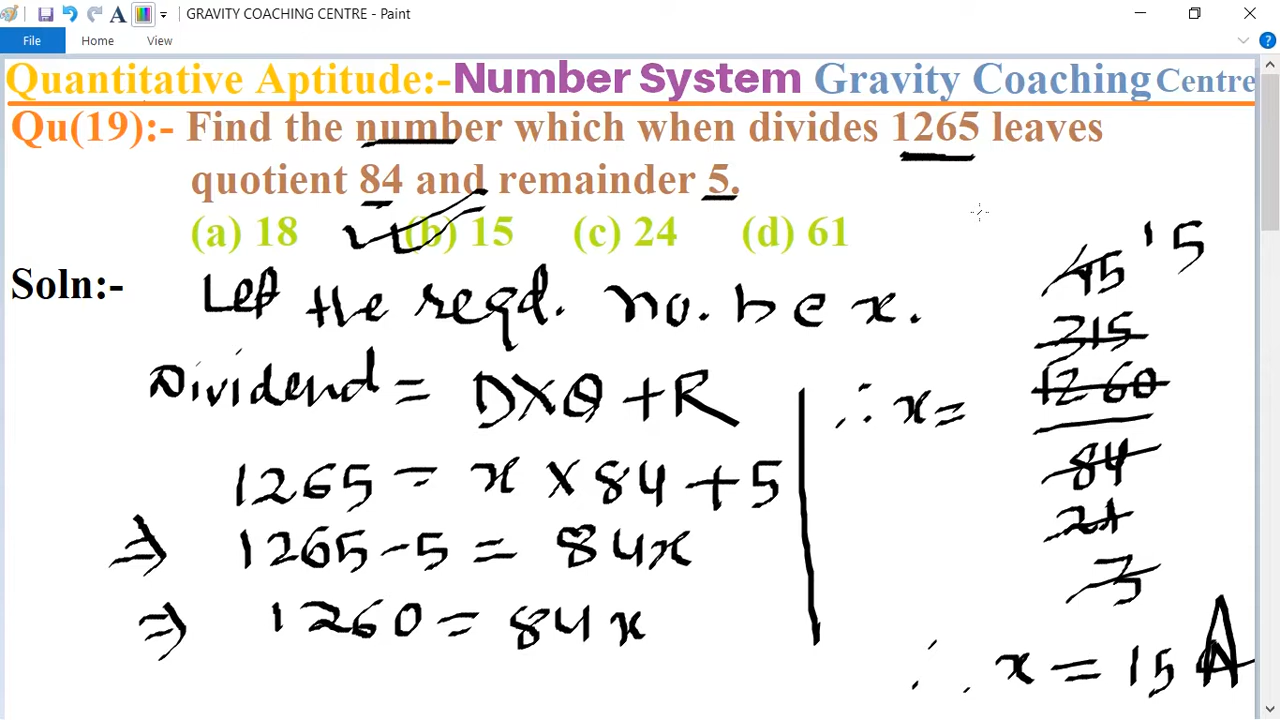 GRAVITY COACHING CENTRE - Paint
File Home View
Quantitative Aptitude:-Number System Gravity Coaching Centre
Qu(19):- Find the number which when divides 1265 leaves
quotient 84 and remainder 5.
(a) 18 (b) 15 (c) 24 (d) 61
Soln:- Let the reqd. no. be x.
Dividend = D×Q + R
1265 = x × 84 + 5
⇒ 1265 - 5 = 84x
⇒ 1260 = 84x
15
315
1260
∴ x =
84
21
∴ x = 15 A